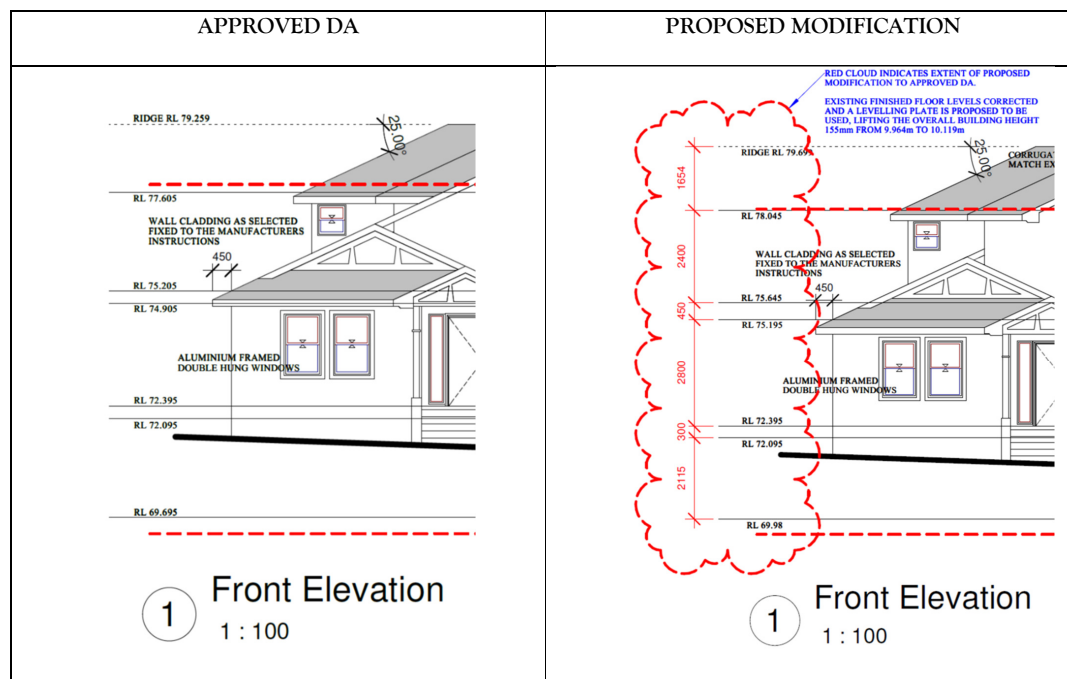 APPROVED DA
PROPOSED MODIFICATION
RIDGE RL 79.259
25.00°
RL 77.605
WALL CLADDING AS SELECTED
FIXED TO THE MANUFACTURERS
INSTRUCTIONS
450
RL 75.205
RL 74.905
ALUMINIUM FRAMED
DOUBLE HUNG WINDOWS
RL 72.395
RL 72.095
RL 69.695
1
Front Elevation
1 : 100
RED CLOUD INDICATES EXTENT OF PROPOSED
MODIFICATION TO APPROVED DA.
EXISTING FINISHED FLOOR LEVELS CORRECTED
AND A LEVELLING PLATE IS PROPOSED TO BE
USED, LIFTING THE OVERALL BUILDING HEIGHT
155mm FROM 9.964m TO 10.119m
RIDGE RL 79.69
25.00°
CORRUGA
MATCH EX
1654
RL 78.045
2400
WALL CLADDING AS SELECTED
FIXED TO THE MANUFACTURERS
INSTRUCTIONS
450
RL 75.645
450
RL 75.195
2800
ALUMINIUM FRAMED
DOUBLE HUNG WINDOWS
RL 72.395
300
RL 72.095
2115
RL 69.98
1
Front Elevation
1 : 100